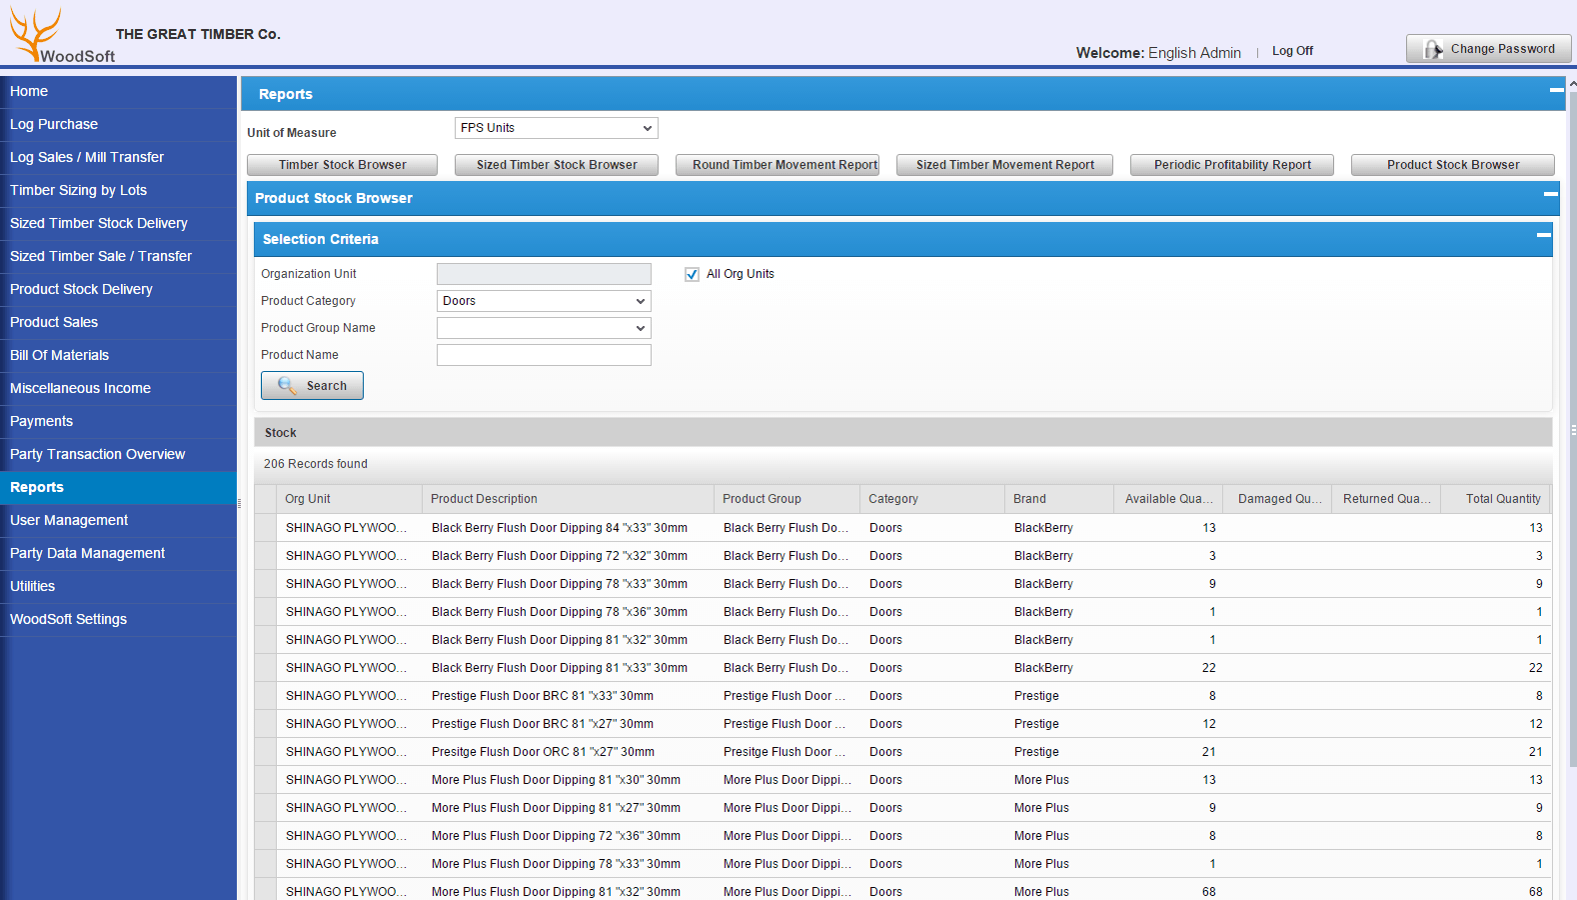 THE GREAT TIMBER Co.
WoodSoft
Welcome: English Admin | Log Off
Change Password
Home
Log Purchase
Log Sales / Mill Transfer
Timber Sizing by Lots
Sized Timber Stock Delivery
Sized Timber Sale / Transfer
Product Stock Delivery
Product Sales
Bill Of Materials
Miscellaneous Income
Payments
Party Transaction Overview
Reports
User Management
Party Data Management
Utilities
WoodSoft Settings
Reports
Unit of Measure FPS Units
Timber Stock Browser Sized Timber Stock Browser Round Timber Movement Report Sized Timber Movement Report Periodic Profitability Report Product Stock Browser
Product Stock Browser
Selection Criteria
Organization Unit All Org Units
Product Category Doors
Product Group Name
Product Name
Search
Stock
206 Records found
Org Unit Product Description Product Group Category Brand Available Qua... Damaged Qu... Returned Qua... Total Quantity
SHINAGO PLYWOO... Black Berry Flush Door Dipping 84 "x33" 30mm Black Berry Flush Do... Doors BlackBerry 13 13
SHINAGO PLYWOO... Black Berry Flush Door Dipping 72 "x32" 30mm Black Berry Flush Do... Doors BlackBerry 3 3
SHINAGO PLYWOO... Black Berry Flush Door Dipping 78 "x33" 30mm Black Berry Flush Do... Doors BlackBerry 9 9
SHINAGO PLYWOO... Black Berry Flush Door Dipping 78 "x36" 30mm Black Berry Flush Do... Doors BlackBerry 1 1
SHINAGO PLYWOO... Black Berry Flush Door Dipping 81 "x32" 30mm Black Berry Flush Do... Doors BlackBerry 1 1
SHINAGO PLYWOO... Black Berry Flush Door Dipping 81 "x33" 30mm Black Berry Flush Do... Doors BlackBerry 22 22
SHINAGO PLYWOO... Prestige Flush Door BRC 81 "x33" 30mm Prestige Flush Door ... Doors Prestige 8 8
SHINAGO PLYWOO... Prestige Flush Door BRC 81 "x27" 30mm Prestige Flush Door ... Doors Prestige 12 12
SHINAGO PLYWOO... Presitge Flush Door ORC 81 "x27" 30mm Presitge Flush Door ... Doors Prestige 21 21
SHINAGO PLYWOO... More Plus Flush Door Dipping 81 "x30" 30mm More Plus Door Dippi... Doors More Plus 13 13
SHINAGO PLYWOO... More Plus Flush Door Dipping 81 "x27" 30mm More Plus Door Dippi... Doors More Plus 9 9
SHINAGO PLYWOO... More Plus Flush Door Dipping 72 "x36" 30mm More Plus Door Dippi... Doors More Plus 8 8
SHINAGO PLYWOO... More Plus Flush Door Dipping 78 "x33" 30mm More Plus Door Dippi... Doors More Plus 1 1
SHINAGO PLYWOO... More Plus Flush Door Dipping 81 "x32" 30mm More Plus Door Dippi... Doors More Plus 68 68